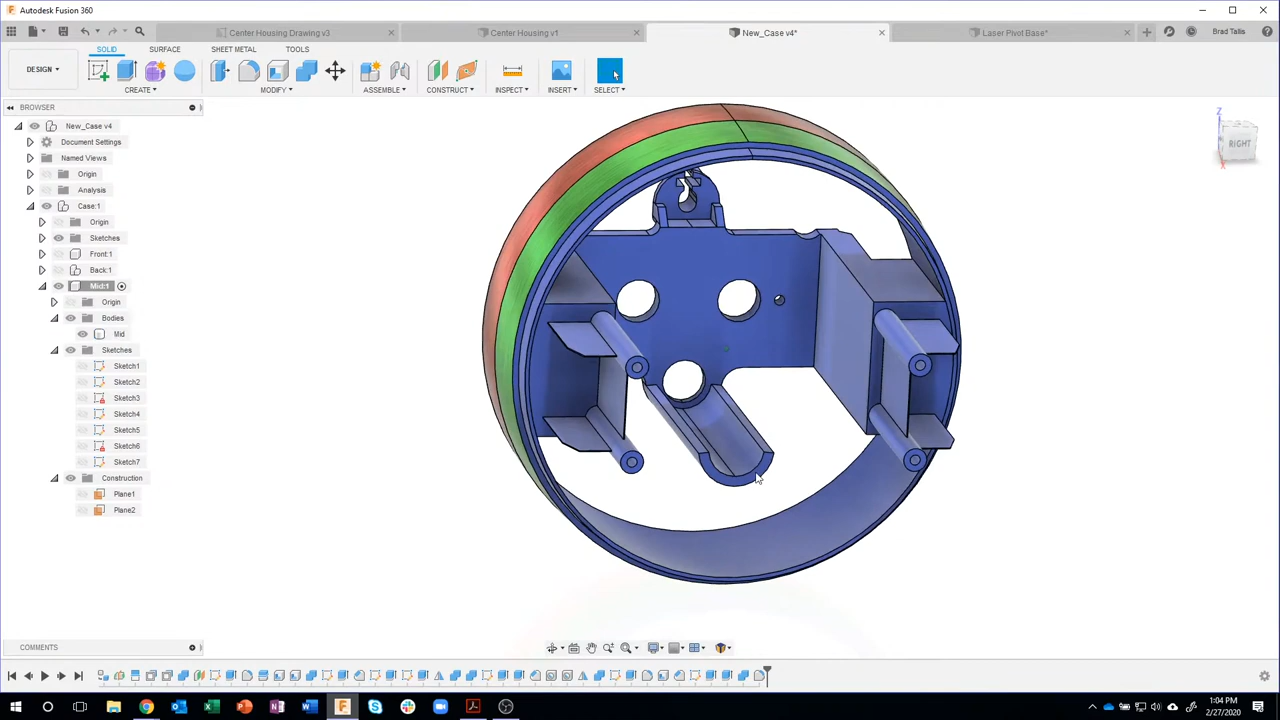 Autodesk Fusion 360
Center Housing Drawing v3
Center Housing v1
New_Case v4*
Laser Pivot Base*
Brad Tallis
SOLID
SURFACE
SHEET METAL
TOOLS
DESIGN
CREATE
MODIFY
ASSEMBLE
CONSTRUCT
INSPECT
INSERT
SELECT
BROWSER
New_Case v4
Document Settings
Named Views
Origin
Analysis
Case:1
Origin
Sketches
Front:1
Back:1
Mid:1
Origin
Bodies
Mid
Sketches
Sketch1
Sketch2
Sketch3
Sketch4
Sketch5
Sketch6
Sketch7
Construction
Plane1
Plane2
Z
RIGHT
X
COMMENTS
1:04 PM
2/27/2020